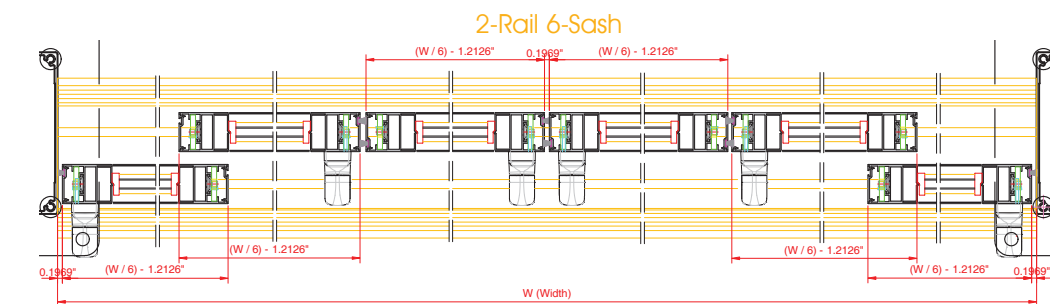 2-Rail 6-Sash
(W / 6) - 1.2126" 0.1969" (W / 6) - 1.2126"
(W / 6) - 1.2126" (W / 6) - 1.2126"
0.1969" (W / 6) - 1.2126" (W / 6) - 1.2126" 0.1969"
W (Width)